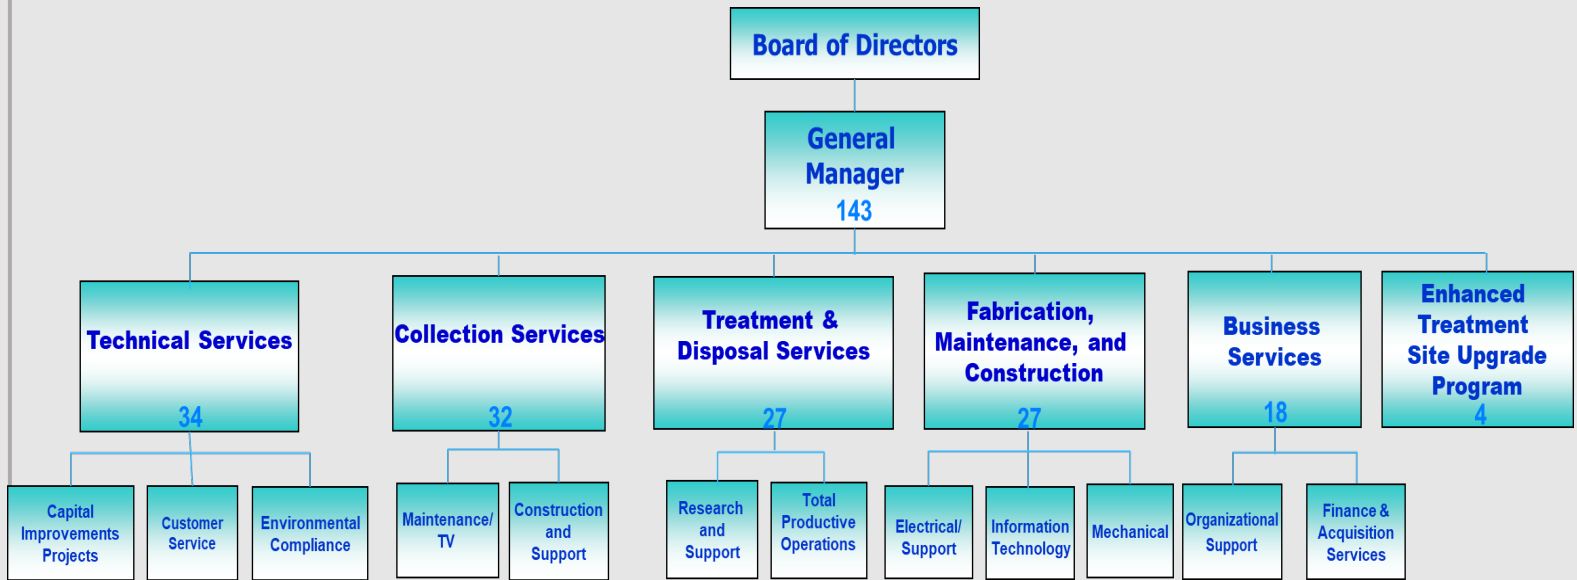 Board of Directors
General
Manager
143
Technical Services
34
Collection Services
32
Treatment &
Disposal Services
27
Fabrication,
Maintenance, and
Construction
27
Business
Services
18
Enhanced
Treatment
Site Upgrade
Program
4
Capital
Improvements
Projects
Customer
Service
Environmental
Compliance
Maintenance/
TV
Construction
and
Support
Research
and
Support
Total
Productive
Operations
Electrical/
Support
Information
Technology
Mechanical
Organizational
Support
Finance &
Acquisition
Services